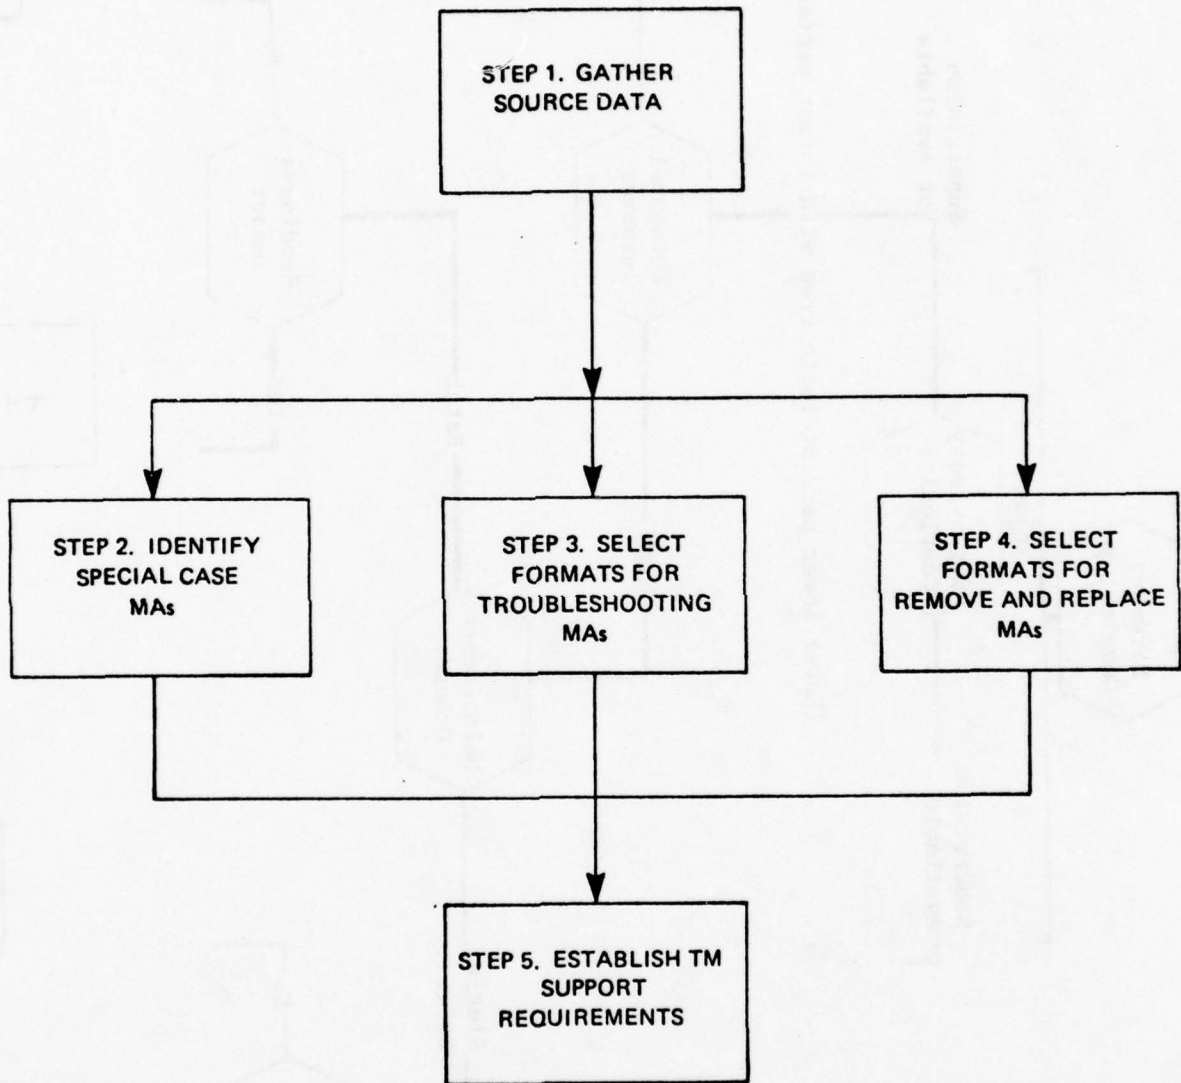 STEP 1. GATHER
SOURCE DATA
STEP 2. IDENTIFY
SPECIAL CASE
MAs
STEP 3. SELECT
FORMATS FOR
TROUBLESHOOTING
MAs
STEP 4. SELECT
FORMATS FOR
REMOVE AND REPLACE
MAs
STEP 5. ESTABLISH TM
SUPPORT
REQUIREMENTS